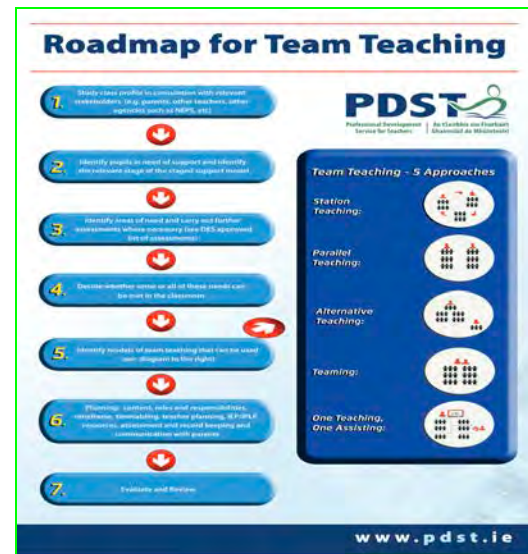 Roadmap for Team Teaching
1.
Study class profile in consultation with relevant
stakeholders. (e.g. parents, other teachers, other
agencies such as NEPS, etc)
2.
Identify pupils in need of support and identify
the relevant stage of the staged support model
3.
Identify areas of need and carry out further
assessments where necessary (see DES approved
list of assessments)
4.
Decide whether some or all of these needs can
be met in the classroom
5.
Identify models of team teaching that can be used
(see diagram to the right)
6.
Planning: content, roles and responsibilities,
timeframe, timetabling, teacher planning, IEP/IPLP,
resources, assessment and record keeping and
communication with parents
7.
Evaluate and Review
PDST
Professional Development
Service for Teachers
An tSeirbhís um Fhorbairt
Ghairmiúil do Mhúinteoirí
Team Teaching - 5 Approaches
Station
Teaching:
Parallel
Teaching:
Alternative
Teaching:
Teaming:
One Teaching,
One Assisting:
www.pdst.ie